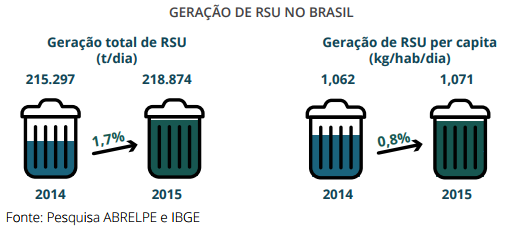 GERAÇÃO DE RSU NO BRASIL
Geração total de RSU
(t/dia)
215.297
218.874
1,7%
2014
2015
Geração de RSU per capita
(kg/hab/dia)
1,062
1,071
0,8%
2014
2015
Fonte: Pesquisa ABRELPE e IBGE